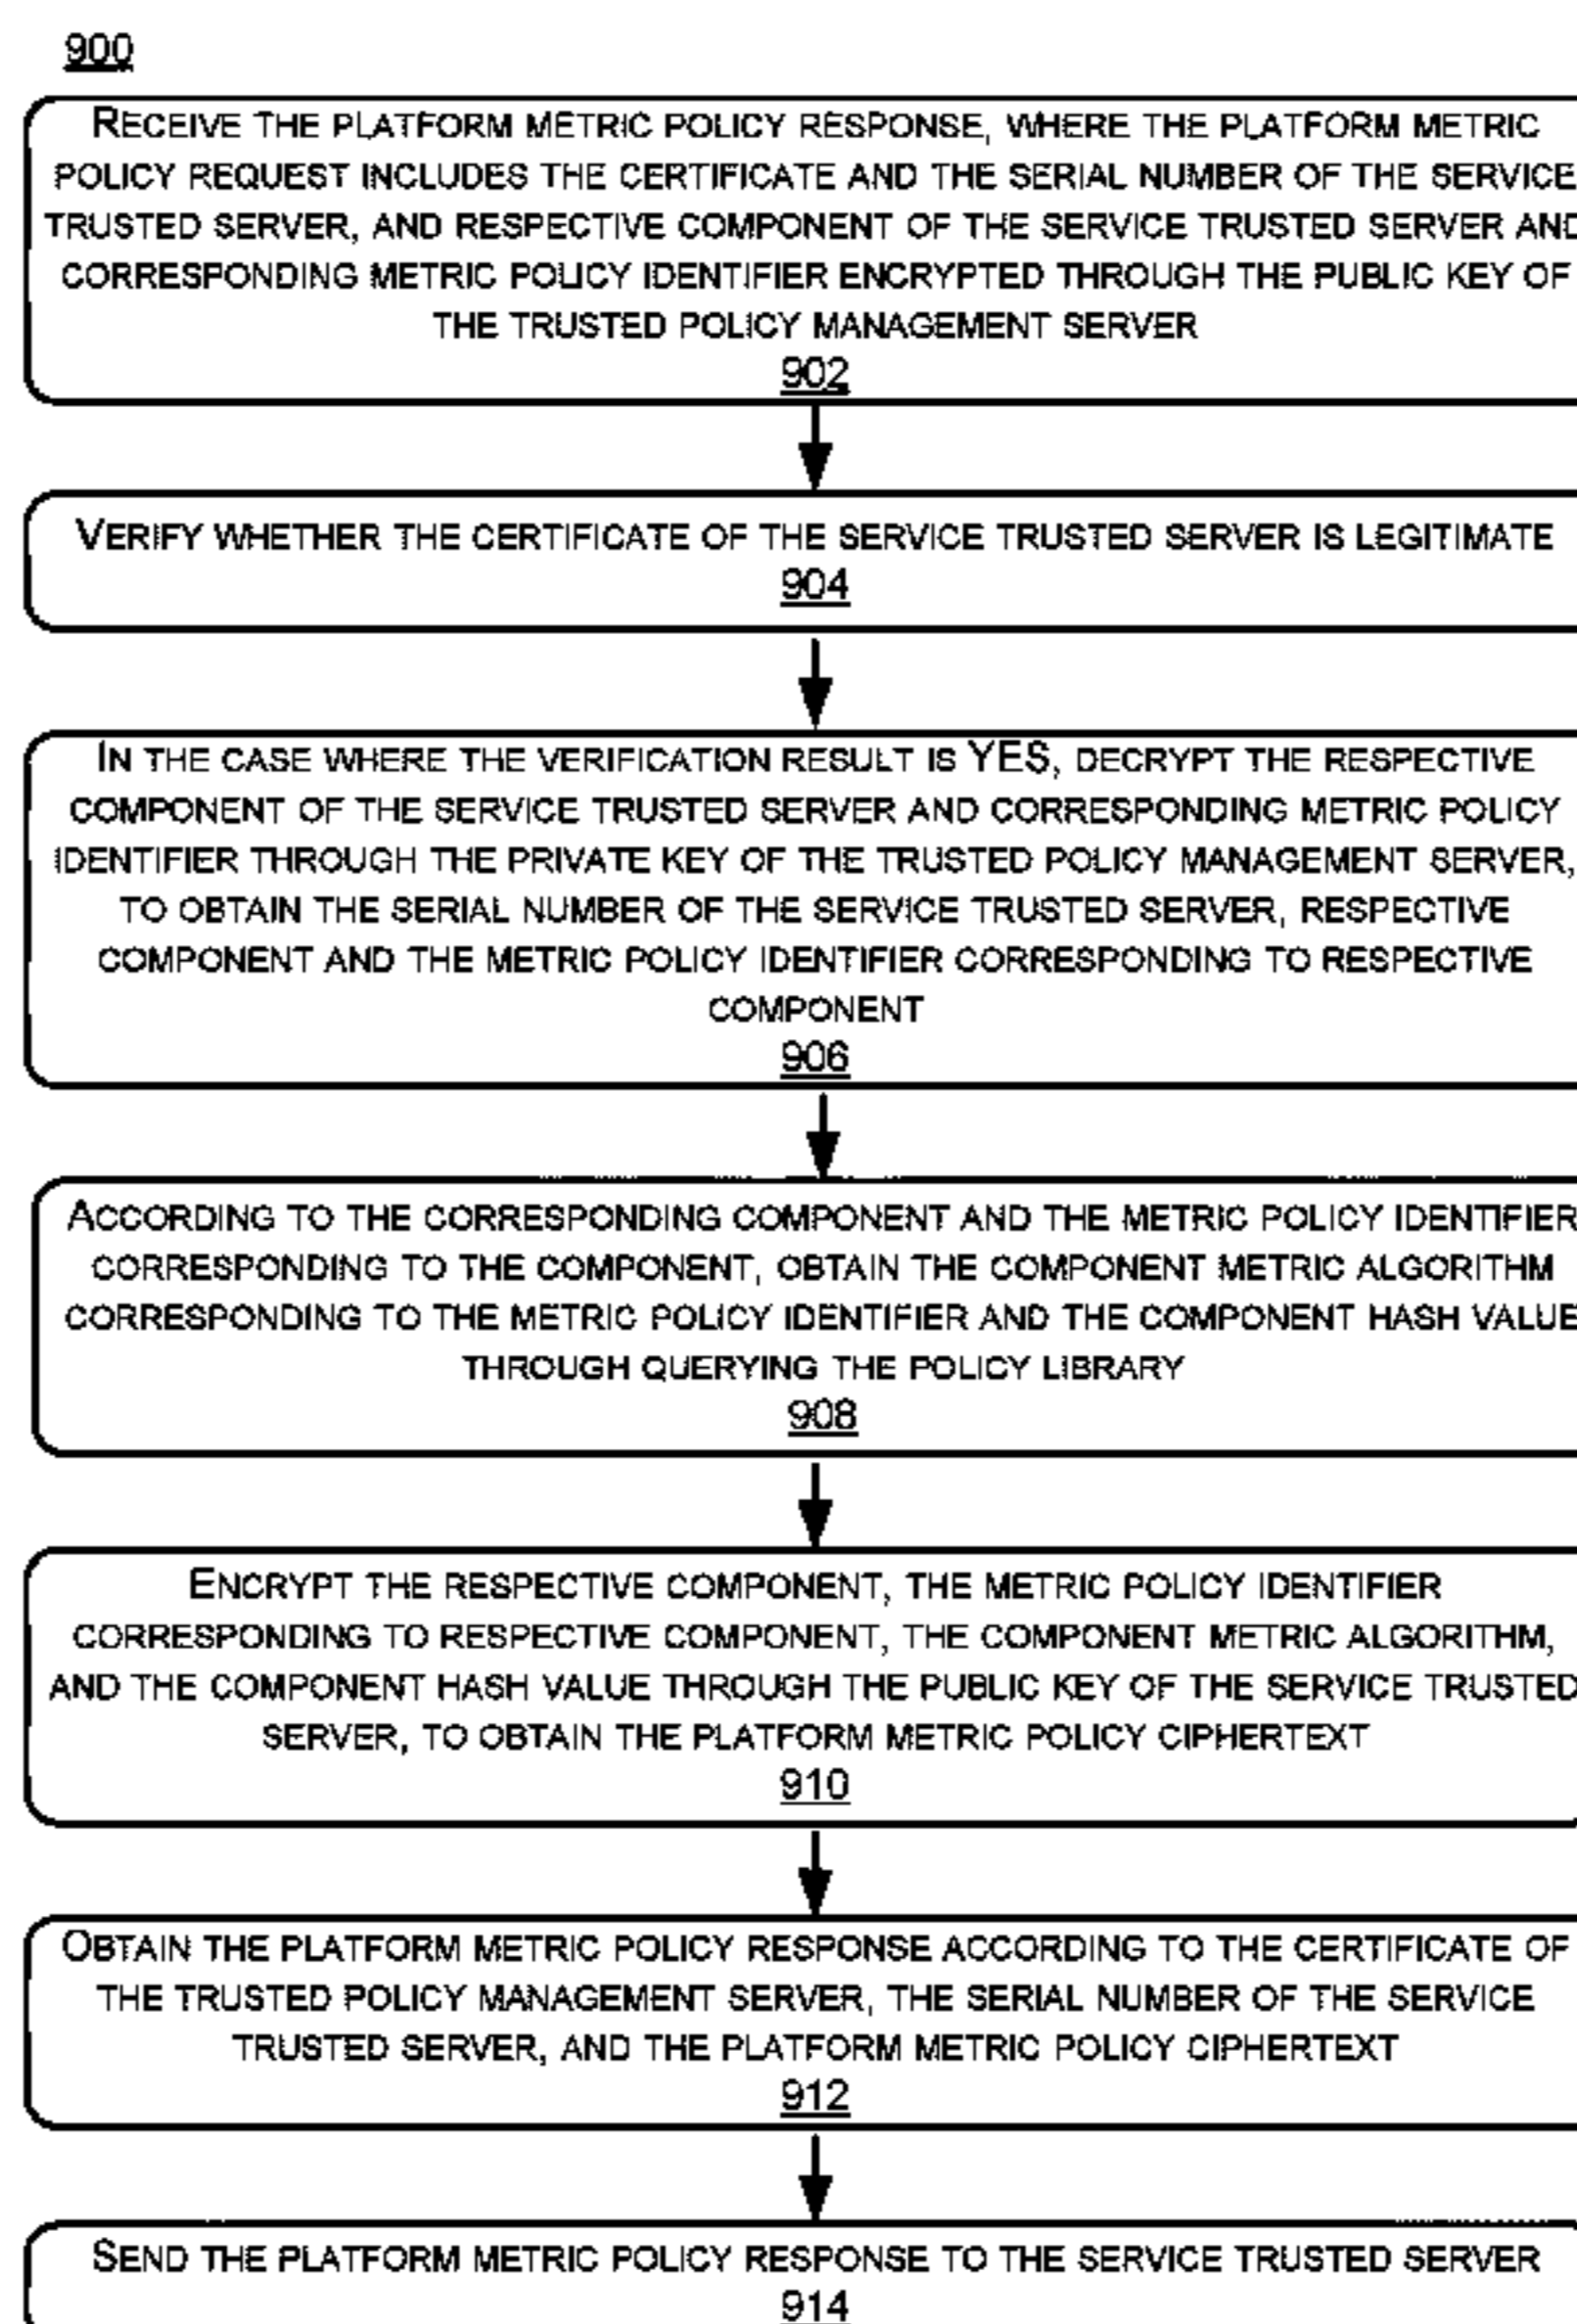 900
RECEIVE THE PLATFORM METRIC POLICY RESPONSE, WHERE THE PLATFORM METRIC
POLICY REQUEST INCLUDES THE CERTIFICATE AND THE SERIAL NUMBER OF THE SERVICE
TRUSTED SERVER, AND RESPECTIVE COMPONENT OF THE SERVICE TRUSTED SERVER AND
CORRESPONDING METRIC POLICY IDENTIFIER ENCRYPTED THROUGH THE PUBLIC KEY OF
THE TRUSTED POLICY MANAGEMENT SERVER
902
VERIFY WHETHER THE CERTIFICATE OF THE SERVICE TRUSTED SERVER IS LEGITIMATE
904
IN THE CASE WHERE THE VERIFICATION RESULT IS YES, DECRYPT THE RESPECTIVE
COMPONENT OF THE SERVICE TRUSTED SERVER AND CORRESPONDING METRIC POLICY
IDENTIFIER THROUGH THE PRIVATE KEY OF THE TRUSTED POLICY MANAGEMENT SERVER,
TO OBTAIN THE SERIAL NUMBER OF THE SERVICE TRUSTED SERVER, RESPECTIVE
COMPONENT AND THE METRIC POLICY IDENTIFIER CORRESPONDING TO RESPECTIVE
COMPONENT
906
ACCORDING TO THE CORRESPONDING COMPONENT AND THE METRIC POLICY IDENTIFIER
CORRESPONDING TO THE COMPONENT, OBTAIN THE COMPONENT METRIC ALGORITHM
CORRESPONDING TO THE METRIC POLICY IDENTIFIER AND THE COMPONENT HASH VALUE
THROUGH QUERYING THE POLICY LIBRARY
908
ENCRYPT THE RESPECTIVE COMPONENT, THE METRIC POLICY IDENTIFIER
CORRESPONDING TO RESPECTIVE COMPONENT, THE COMPONENT METRIC ALGORITHM,
AND THE COMPONENT HASH VALUE THROUGH THE PUBLIC KEY OF THE SERVICE TRUSTED
SERVER, TO OBTAIN THE PLATFORM METRIC POLICY CIPHERTEXT
910
OBTAIN THE PLATFORM METRIC POLICY RESPONSE ACCORDING TO THE CERTIFICATE OF
THE TRUSTED POLICY MANAGEMENT SERVER, THE SERIAL NUMBER OF THE SERVICE
TRUSTED SERVER, AND THE PLATFORM METRIC POLICY CIPHERTEXT
912
SEND THE PLATFORM METRIC POLICY RESPONSE TO THE SERVICE TRUSTED SERVER
914